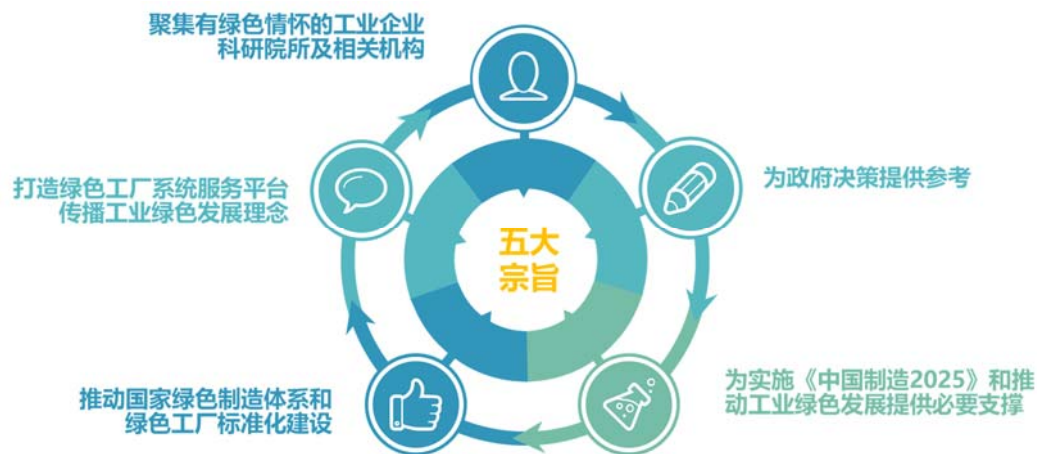 聚集有绿色情怀的工业企业
科研院所及相关机构
打造绿色工厂系统服务平台
传播工业绿色发展理念
为政府决策提供参考
五大
宗旨
推动国家绿色制造体系和
绿色工厂标准化建设
为实施《中国制造2025》和推
动工业绿色发展提供必要支撑